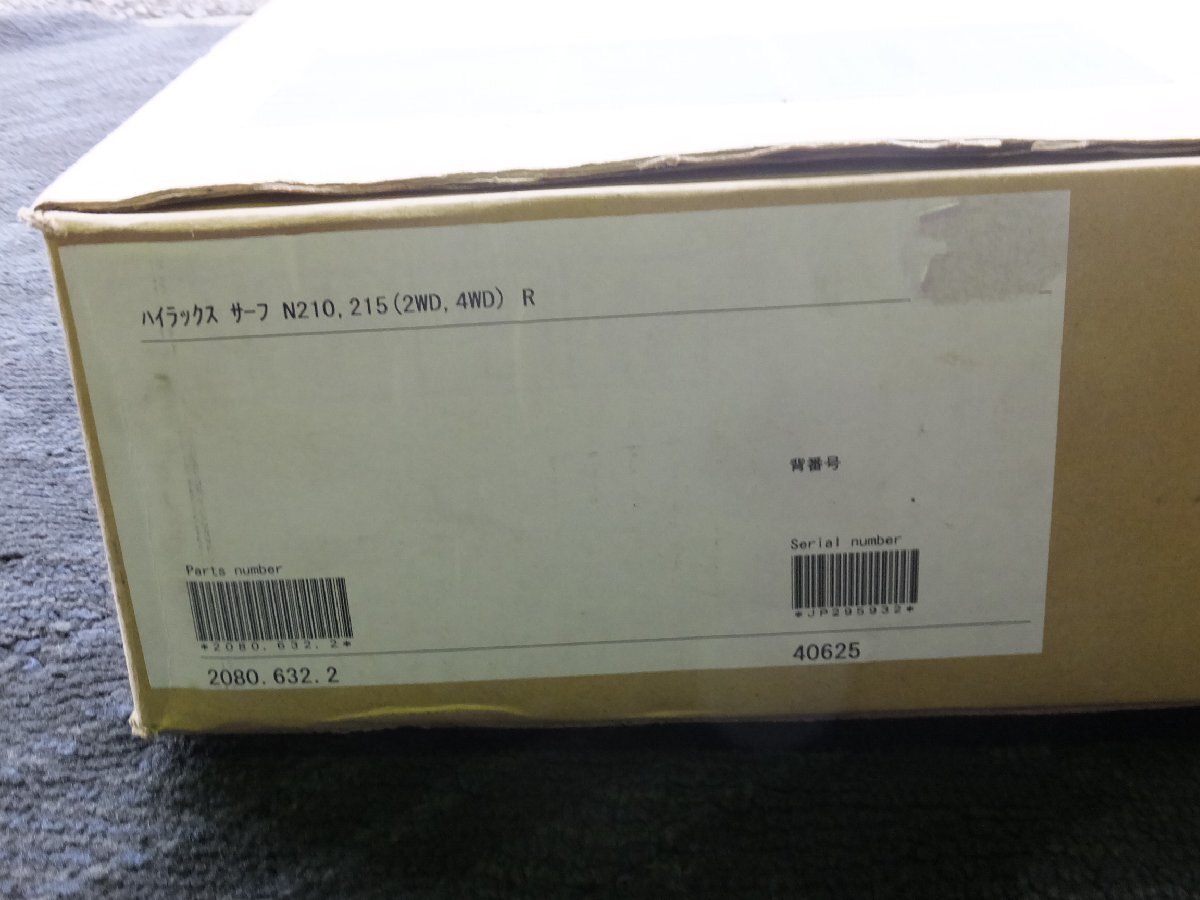 ﾊｲﾗｯｸｽ ｻｰﾌ N210,215(2WD,4WD) R
背番号
Serial number
*JP295932*
40625
Parts number
*2080.632.2*
2080.632.2